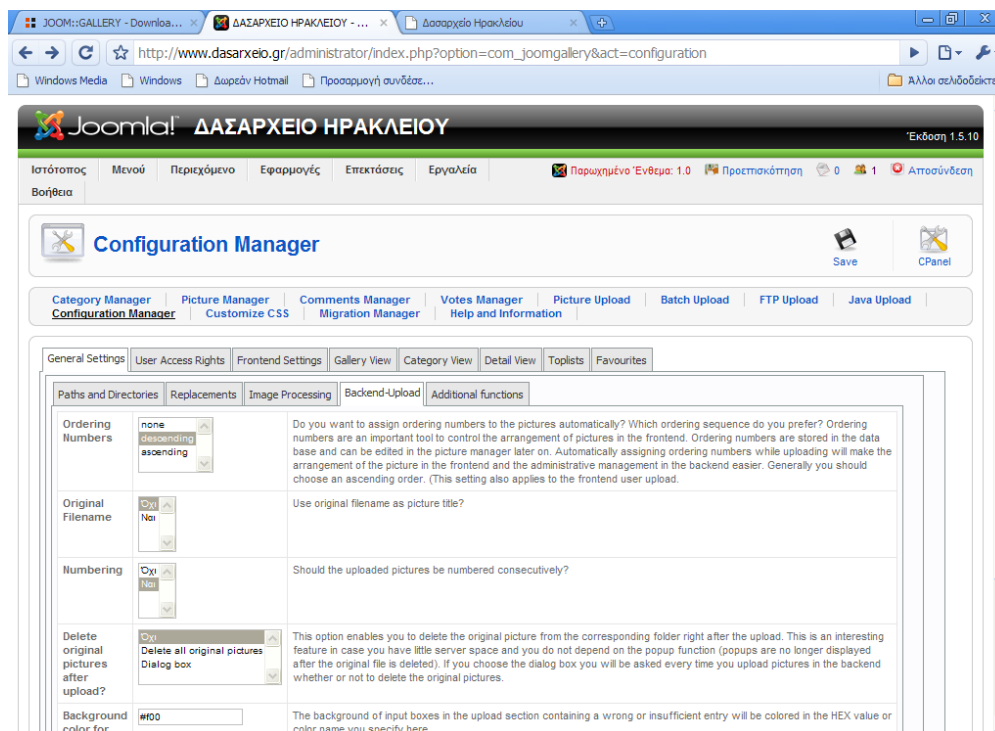 JOOM::GALLERY - Downloa...
ΔΑΣΑΡΧΕΙΟ ΗΡΑΚΛΕΙΟΥ - ...
Δασαρχείο Ηρακλείου
http://www.dasarxeio.gr/administrator/index.php?option=com_joomgallery&act=configuration
Windows Media
Windows
Δωρεάν Hotmail
Προσαρμογή συνδέσε...
Άλλοι σελιδοδείκτε
Joomla! ΔΑΣΑΡΧΕΙΟ ΗΡΑΚΛΕΙΟΥ
Έκδοση 1.5.10
Ιστότοπος Μενού Περιεχόμενο Εφαρμογές Επεκτάσεις Εργαλεία
Παρωχημένο Ένθεμα: 1.0 Προεπισκόπηση 0 1 Αποσύνδεση
Βοήθεια
Configuration Manager
Save
CPanel
Category Manager Picture Manager Comments Manager Votes Manager Picture Upload Batch Upload FTP Upload Java Upload
Configuration Manager Customize CSS Migration Manager Help and Information
General Settings User Access Rights Frontend Settings Gallery View Category View Detail View Toplists Favourites
Paths and Directories Replacements Image Processing Backend-Upload Additional functions
Ordering
Numbers
none
descending
ascending
Do you want to assign ordering numbers to the pictures automatically? Which ordering sequence do you prefer? Ordering
numbers are an important tool to control the arrangement of pictures in the frontend. Ordering numbers are stored in the data
base and can be edited in the picture manager later on. Automatically assigning ordering numbers while uploading will make the
arrangement of the picture in the frontend and the administrative management in the backend easier. Generally you should
choose an ascending order. (This setting also applies to the frontend user upload.
Original
Filename
Όχι
Ναι
Use original filename as picture title?
Numbering
Όχι
Ναι
Should the uploaded pictures be numbered consecutively?
Delete
original
pictures
after
upload?
Όχι
Delete all original pictures
Dialog box
This option enables you to delete the original picture from the corresponding folder right after the upload. This is an interesting
feature in case you have little server space and you do not depend on the popup function (popups are no longer displayed
after the original file is deleted). If you choose the dialog box you will be asked every time you upload pictures in the backend
whether or not to delete the original pictures.
Background
color for
#f00
The background of input boxes in the upload section containing a wrong or insufficient entry will be colored in the HEX value or
color name you specify here.